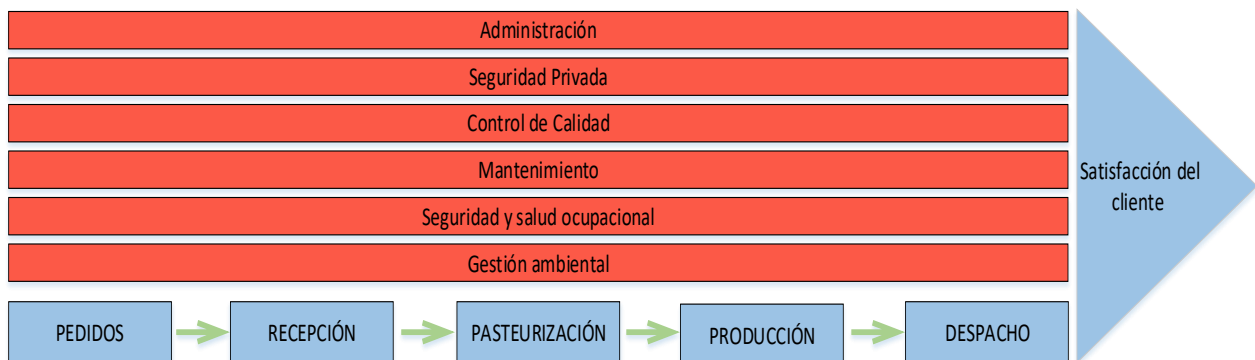 Administración
Seguridad Privada
Control de Calidad
Mantenimiento
Seguridad y salud ocupacional
Gestión ambiental
Satisfacción del
cliente
PEDIDOS
RECEPCIÓN
PASTEURIZACIÓN
PRODUCCIÓN
DESPACHO